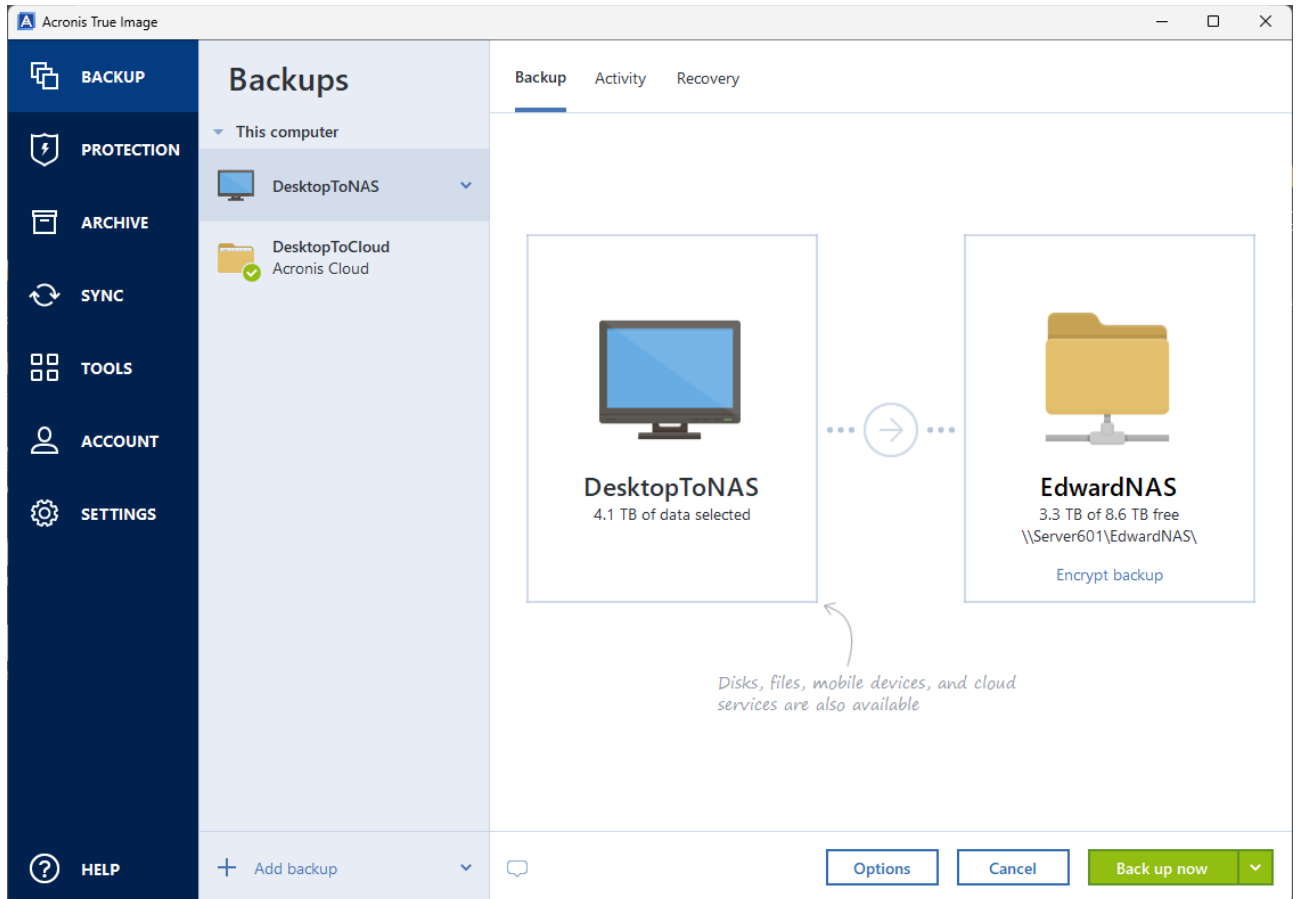 Acronis True Image
BACKUP
PROTECTION
ARCHIVE
SYNC
TOOLS
ACCOUNT
SETTINGS
HELP
Backups
This computer
DesktopToNAS
DesktopToCloud
Acronis Cloud
Add backup
Backup Activity Recovery
DesktopToNAS
4.1 TB of data selected
EdwardNAS
3.3 TB of 8.6 TB free
\\Server601\EdwardNAS\
Encrypt backup
Disks, files, mobile devices, and cloud
services are also available
Options Cancel Back up now